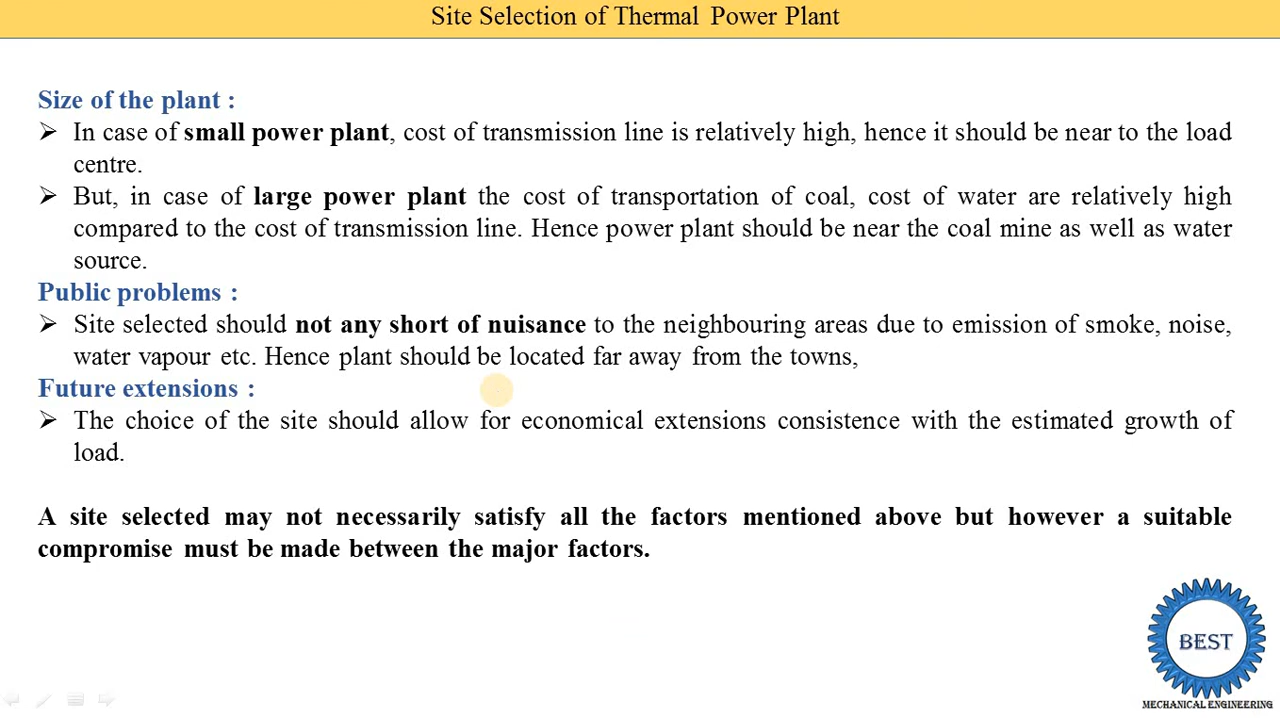 Site Selection of Thermal Power Plant
Size of the plant :
➢ In case of small power plant, cost of transmission line is relatively high, hence it should be near to the load
centre.
➢ But, in case of large power plant the cost of transportation of coal, cost of water are relatively high
compared to the cost of transmission line. Hence power plant should be near the coal mine as well as water
source.
Public problems :
➢ Site selected should not any short of nuisance to the neighbouring areas due to emission of smoke, noise,
water vapour etc. Hence plant should be located far away from the towns,
Future extensions :
➢ The choice of the site should allow for economical extensions consistence with the estimated growth of
load.
A site selected may not necessarily satisfy all the factors mentioned above but however a suitable
compromise must be made between the major factors.
BEST
MECHANICAL ENGINEERING